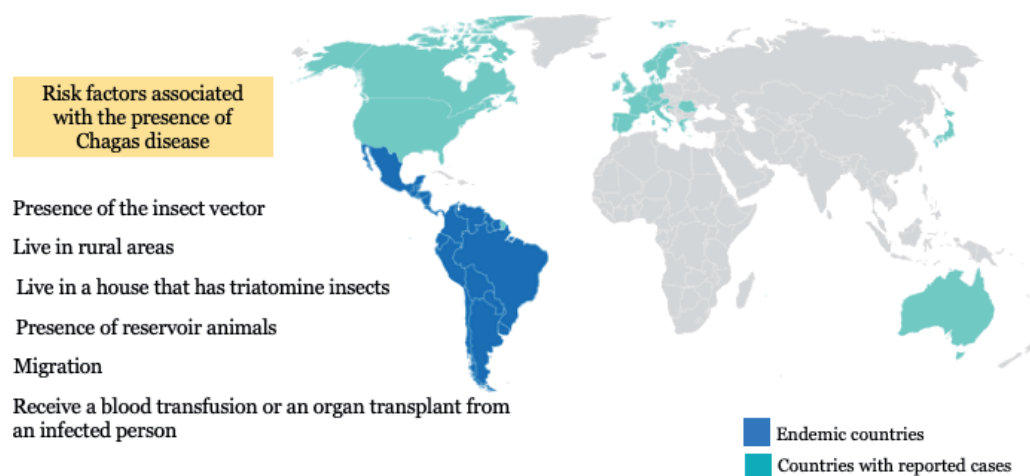 Risk factors associated
with the presence of
Chagas disease
Presence of the insect vector
Live in rural areas
Live in a house that has triatomine insects
Presence of reservoir animals
Migration
Receive a blood transfusion or an organ transplant from
an infected person
Endemic countries
Countries with reported cases